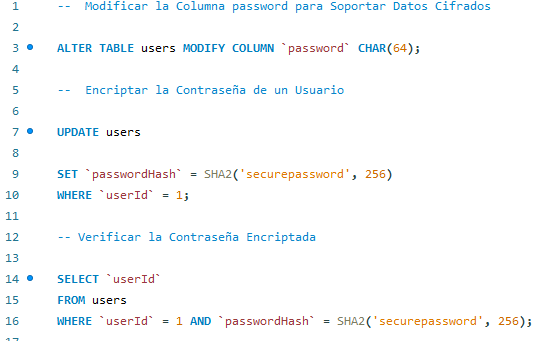 1 --  Modificar la Columna password para Soportar Datos Cifrados
2
3 ALTER TABLE users MODIFY COLUMN `password` CHAR(64);
4
5 --  Encriptar la Contraseña de un Usuario
6
7 UPDATE users
8
9 SET `passwordHash` = SHA2('securepassword', 256)
10 WHERE `userId` = 1;
11
12 -- Verificar la Contraseña Encriptada
13
14 SELECT `userId`
15 FROM users
16 WHERE `userId` = 1 AND `passwordHash` = SHA2('securepassword', 256);
17